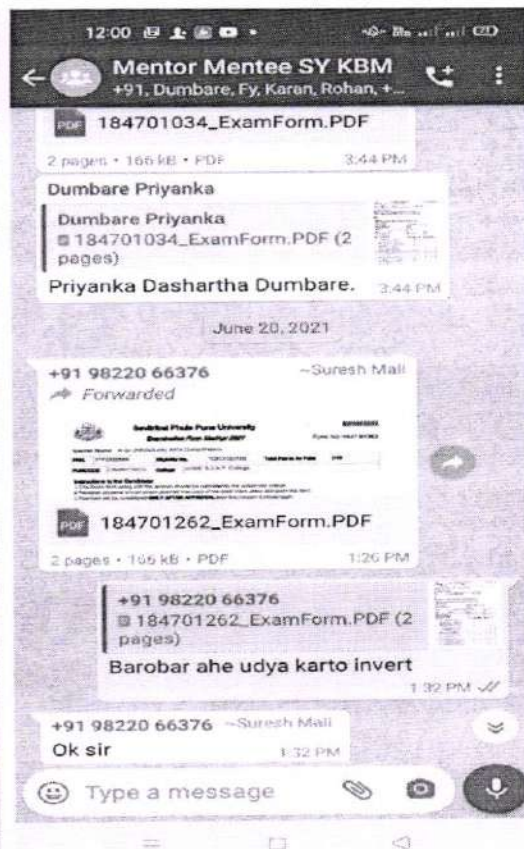 12:00
Mentor Mentee SY KBM
+91, Dumbare, Fy, Karan, Rohan, +...
PDF 184701034_ExamForm.PDF
2 pages • 166 kB • PDF 3:44 PM
Dumbare Priyanka
Dumbare Priyanka
184701034_ExamForm.PDF (2
pages)
Priyanka Dashartha Dumbare. 3:44 PM
June 20, 2021
+91 98220 66376 ~Suresh Mali
Forwarded
Savitribai Phule Pune University
PDF 184701262_ExamForm.PDF
2 pages • 166 kB • PDF 1:26 PM
+91 98220 66376
184701262_ExamForm.PDF (2
pages)
Barobar ahe udya karto invert
1:32 PM
+91 98220 66376 ~Suresh Mali
Ok sir 1:32 PM
Type a message